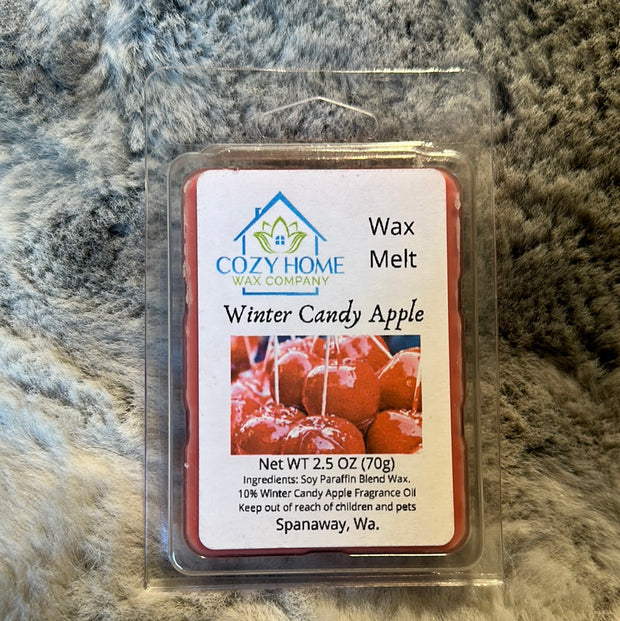 COZY HOME
WAX COMPANY
Wax
Melt
Winter Candy Apple
Net WT 2.5 OZ (70g)
Ingredients: Soy Paraffin Blend Wax.
10% Winter Candy Apple Fragrance Oil
Keep out of reach of children and pets
Spanaway, Wa.